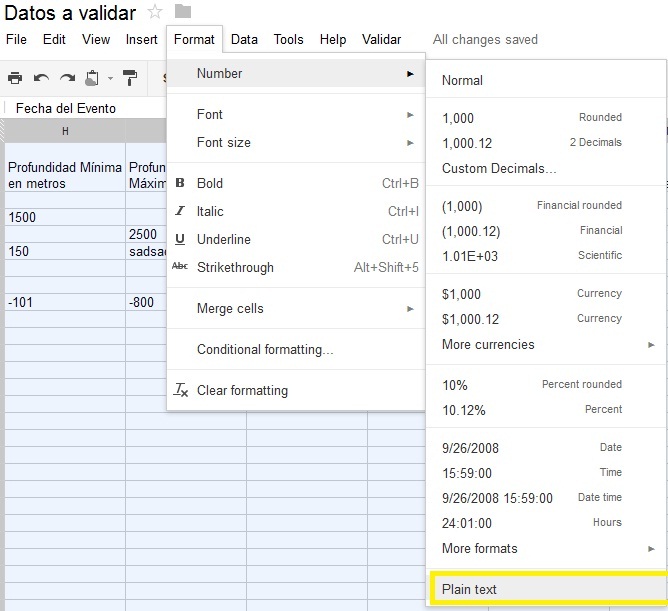 Datos a validar
File Edit View Insert Format Data Tools Help Validar All changes saved
Fecha del Evento
H
Profundidad Mínima
en metros
Profun
Máxim
1500
2500
150 sadsad
-101 -800
Number
Font
Font size
B Bold Ctrl+B
I Italic Ctrl+I
U Underline Ctrl+U
Abc Strikethrough Alt+Shift+5
Merge cells
Conditional formatting...
Clear formatting
Normal
1,000 Rounded
1,000.12 2 Decimals
Custom Decimals...
(1,000) Financial rounded
(1,000.12) Financial
1.01E+03 Scientific
$1,000 Currency
$1,000.12 Currency
More currencies
10% Percent rounded
10.12% Percent
9/26/2008 Date
15:59:00 Time
9/26/2008 15:59:00 Date time
24:01:00 Hours
More formats
Plain text